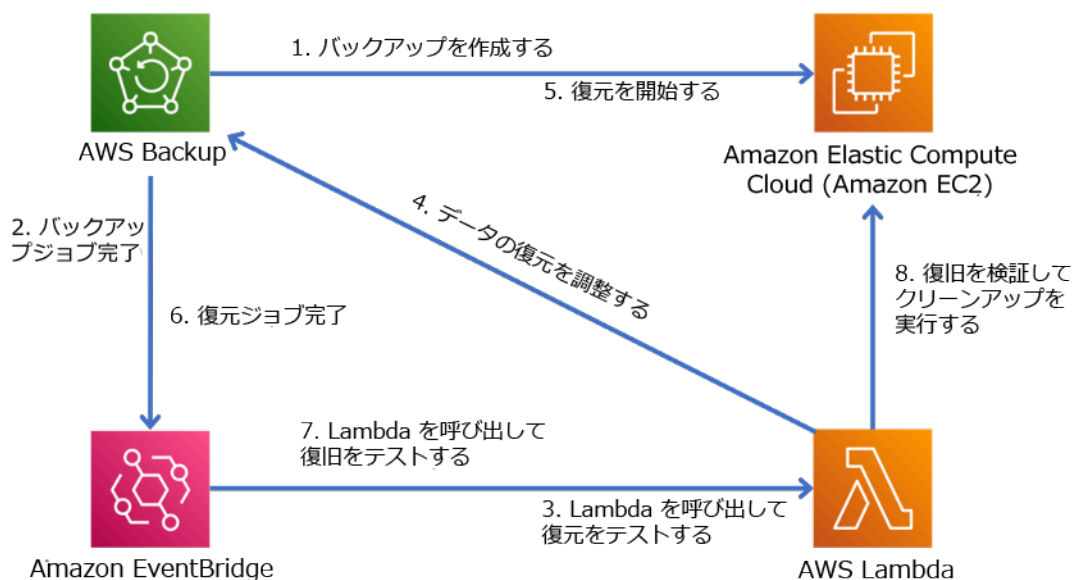 1. バックアップを作成する
5. 復元を開始する
AWS Backup
Amazon Elastic Compute
Cloud (Amazon EC2)
2. バックアッ
プジョブ完了
4. データの復元を調整する
8. 復旧を検証して
クリーンアップを
実行する
6. 復元ジョブ完了
7. Lambda を呼び出して
復旧をテストする
3. Lambda を呼び出して
復元をテストする
Amazon EventBridge
AWS Lambda